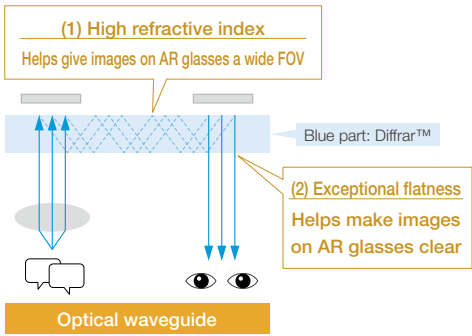 (1) High refractive index
Helps give images on AR glasses a wide FOV
Blue part: Diffrar™
(2) Exceptional flatness
Helps make images
on AR glasses clear
Optical waveguide